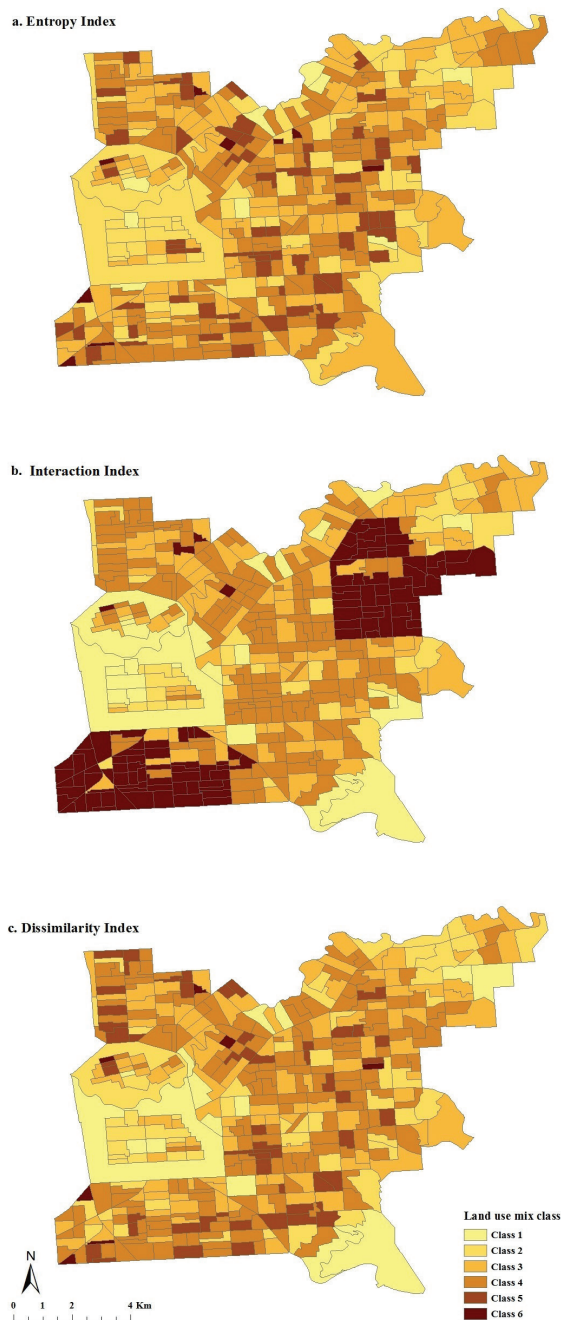 a. Entropy Index
b. Interaction Index
c. Dissimilarity Index
Land use mix class
Class 1
Class 2
Class 3
Class 4
Class 5
Class 6
N
0 1 2 4 Km